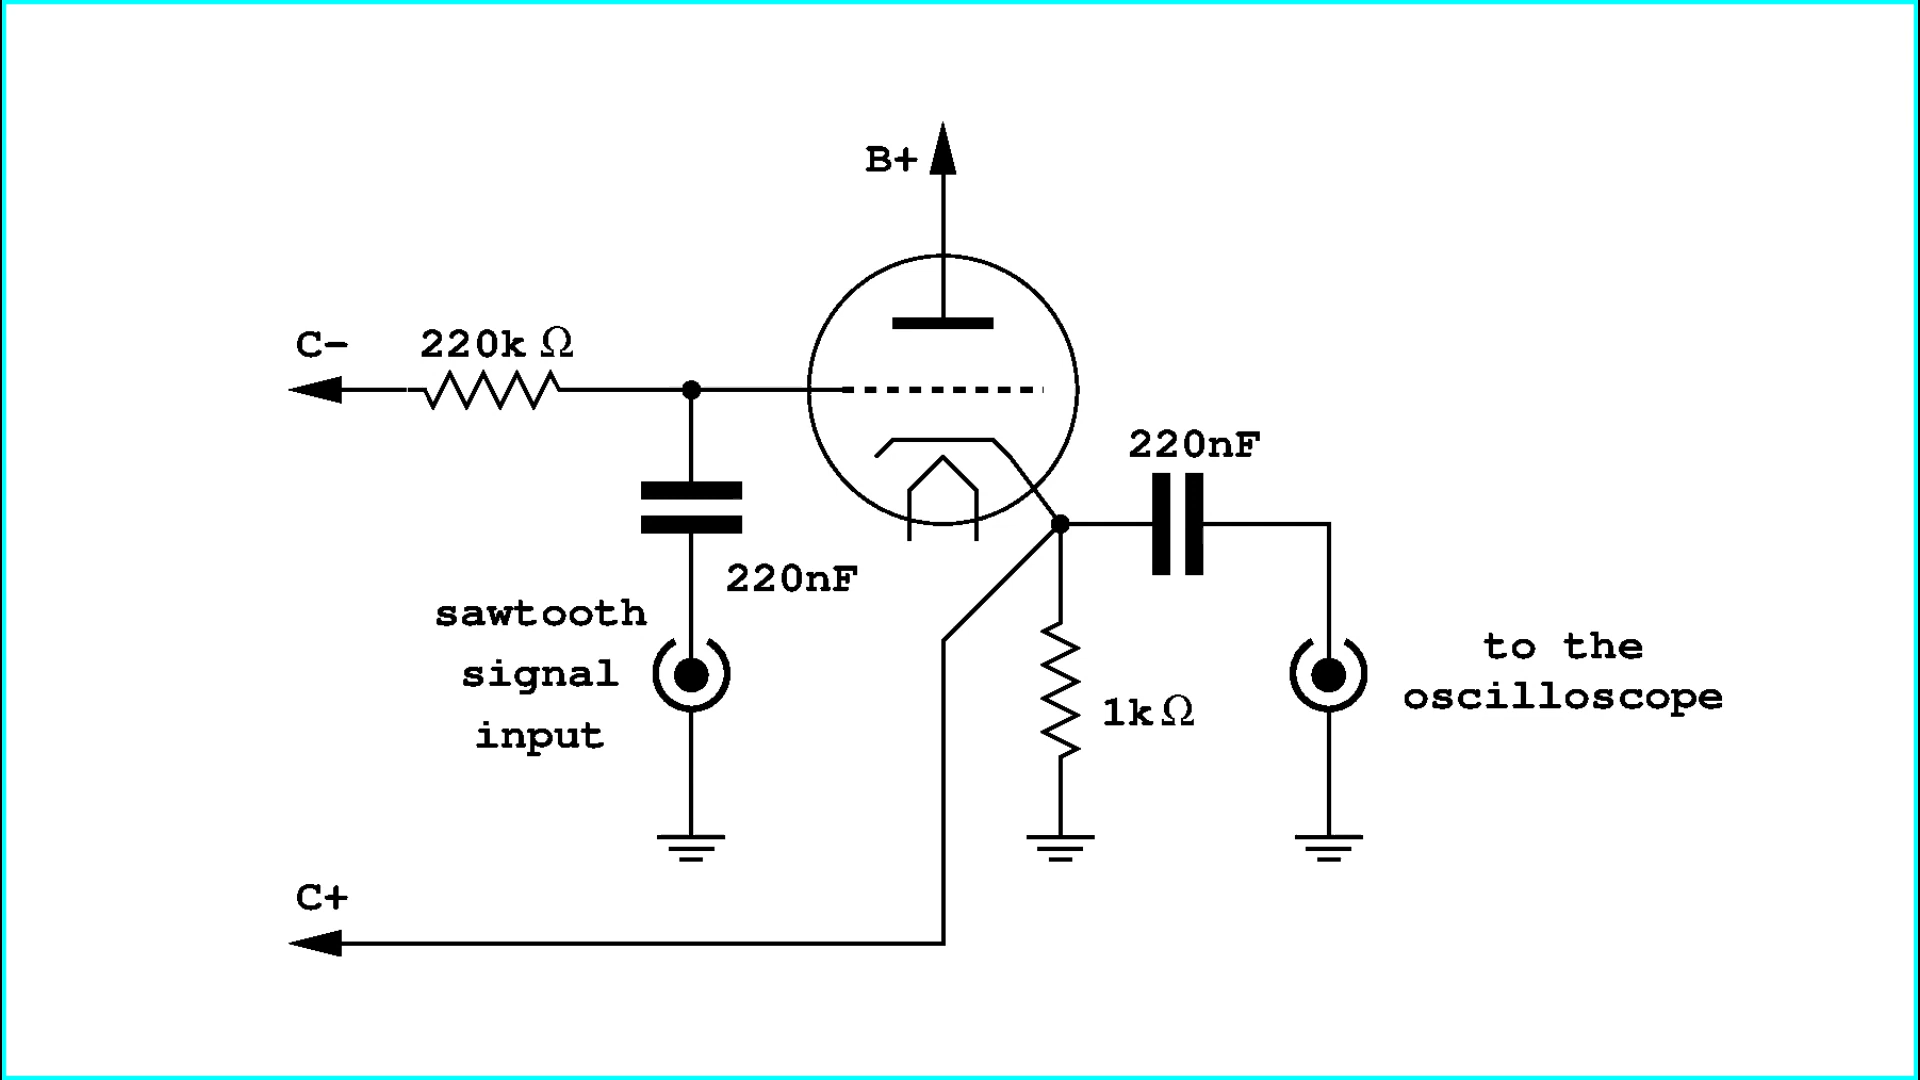 B+
C-
220k Ω
220nF
220nF
sawtooth
signal
input
to the
oscilloscope
1k Ω
C+